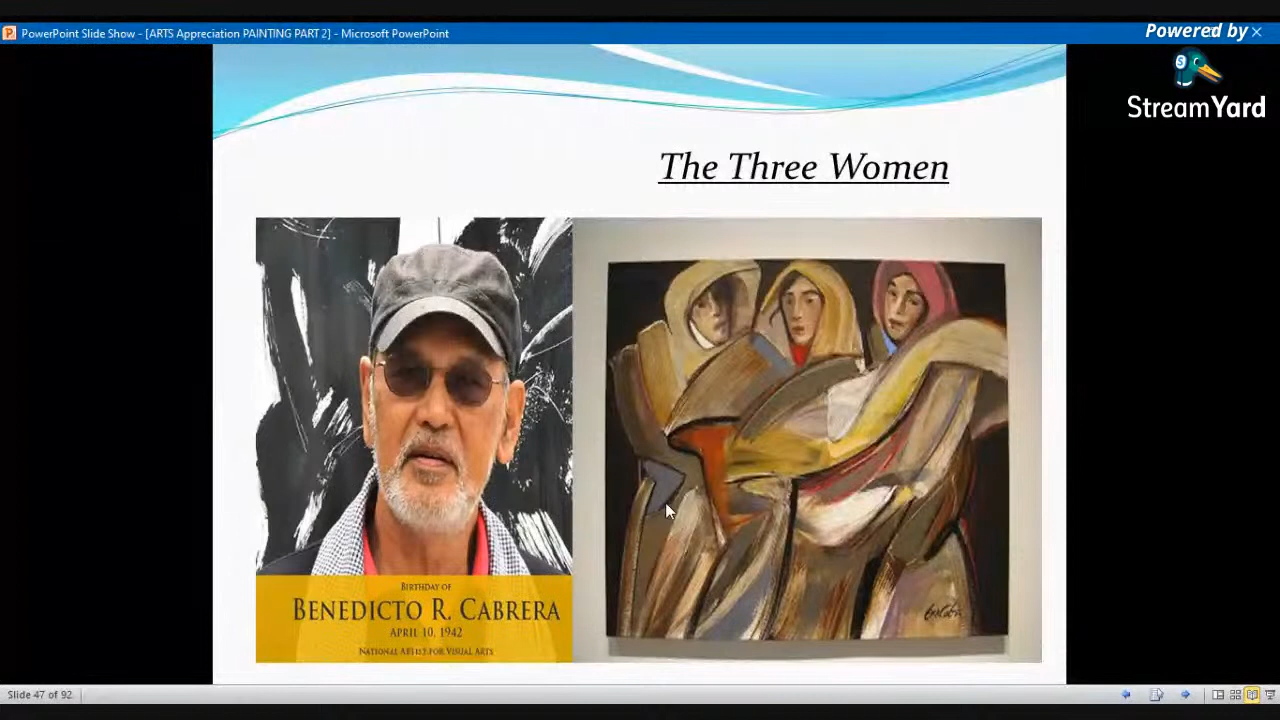 PowerPoint Slide Show - [ARTS Appreciation PAINTING PART 2] - Microsoft PowerPoint
Powered by
StreamYard
The Three Women
BIRTHDAY OF
BENEDICTO R. CABRERA
APRIL 10, 1942
NATIONAL ARTIST FOR VISUAL ARTS
BenCab
Slide 47 of 92